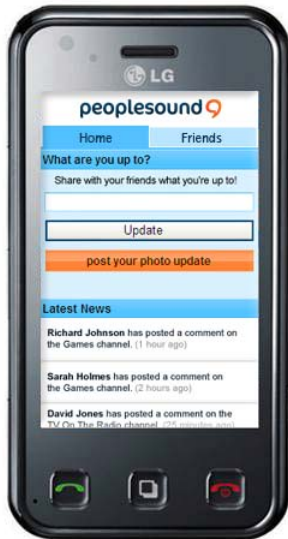 LG
peoplesound
Home Friends
What are you up to?
Share with your friends what you're up to!
Update
post your photo update
Latest News
Richard Johnson has posted a comment on
the Games channel. (1 hour ago)
Sarah Holmes has posted a comment on
the Games channel. (2 hours ago)
David Jones has posted a comment on the
TV On The Radio channel. (25 minutes ago)